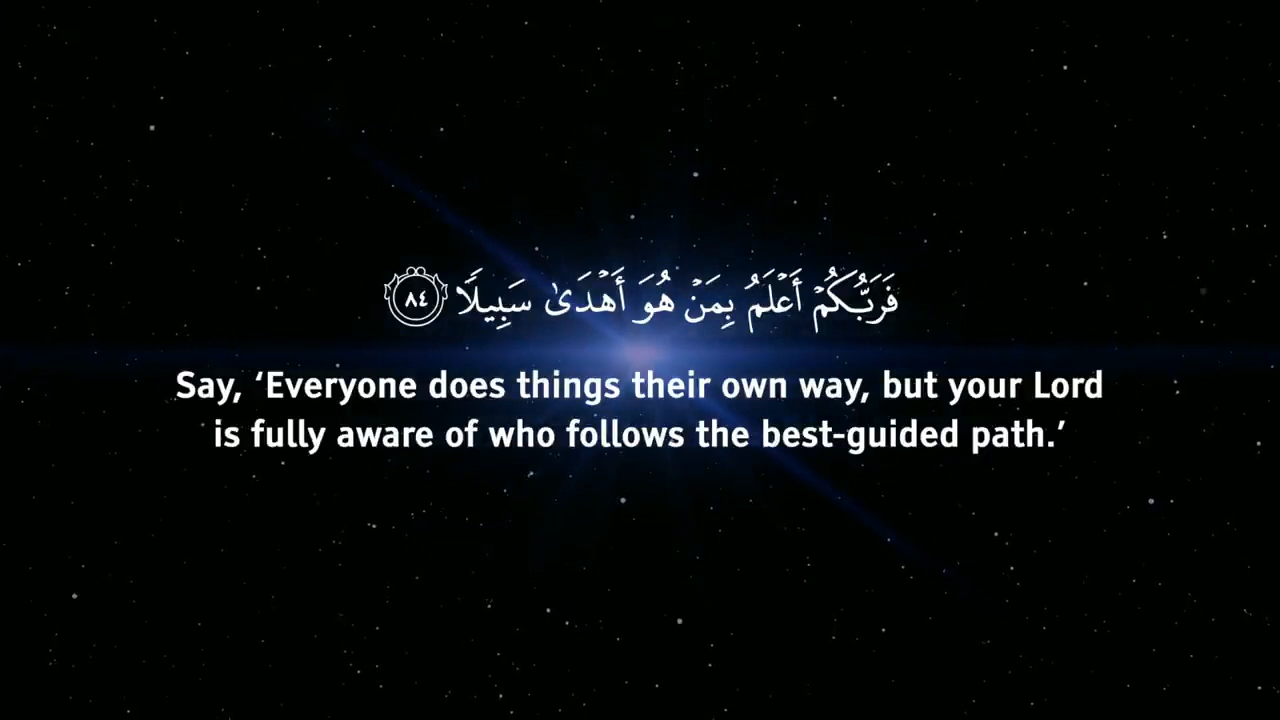 فَرَبُّكُمۡ أَعۡلَمُ بِمَنۡ هُوَ أَهۡدَىٰ سَبِيلًا ٨٤
Say, ‘Everyone does things their own way, but your Lord
is fully aware of who follows the best-guided path.’